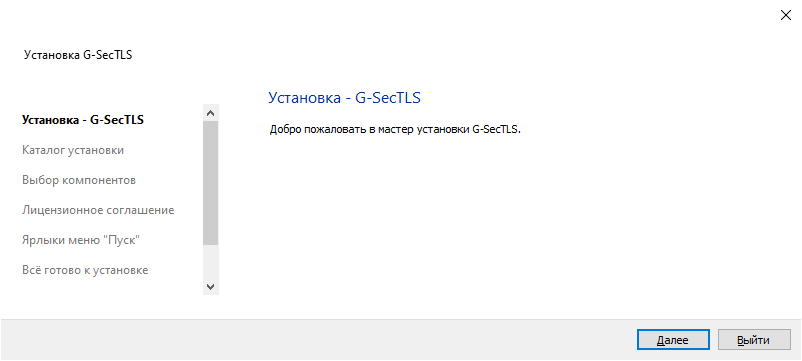 Установка G-SecTLS
Установка - G-SecTLS
Каталог установки
Выбор компонентов
Лицензионное соглашение
Ярлыки меню "Пуск"
Всё готово к установке
Установка - G-SecTLS
Добро пожаловать в мастер установки G-SecTLS.
Далее
Выйти